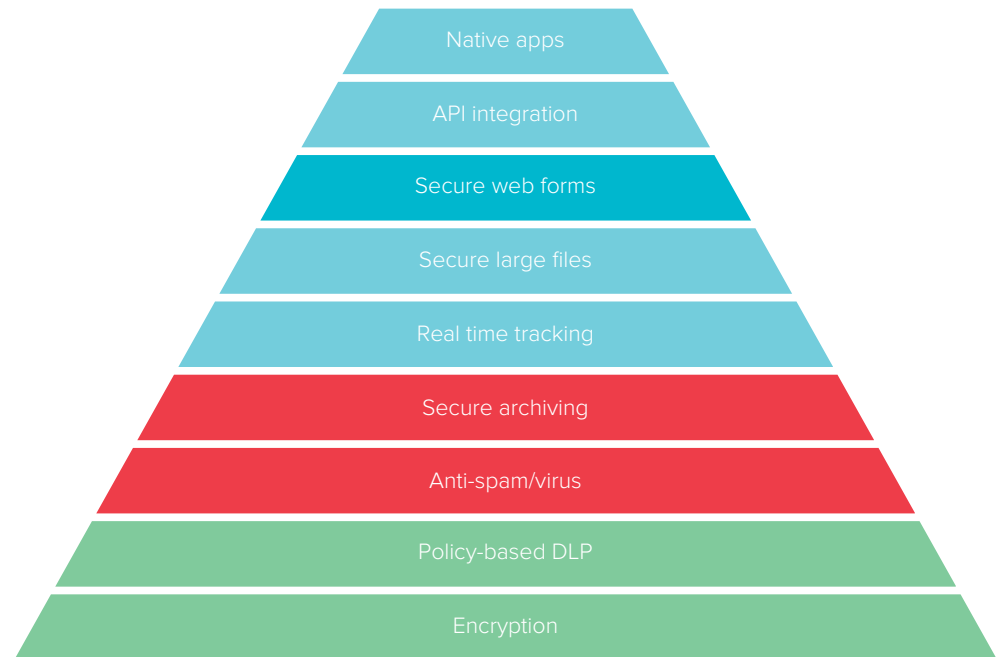 Native apps
API integration
Secure web forms
Secure large files
Real time tracking
Secure archiving
Anti-spam/virus
Policy-based DLP
Encryption